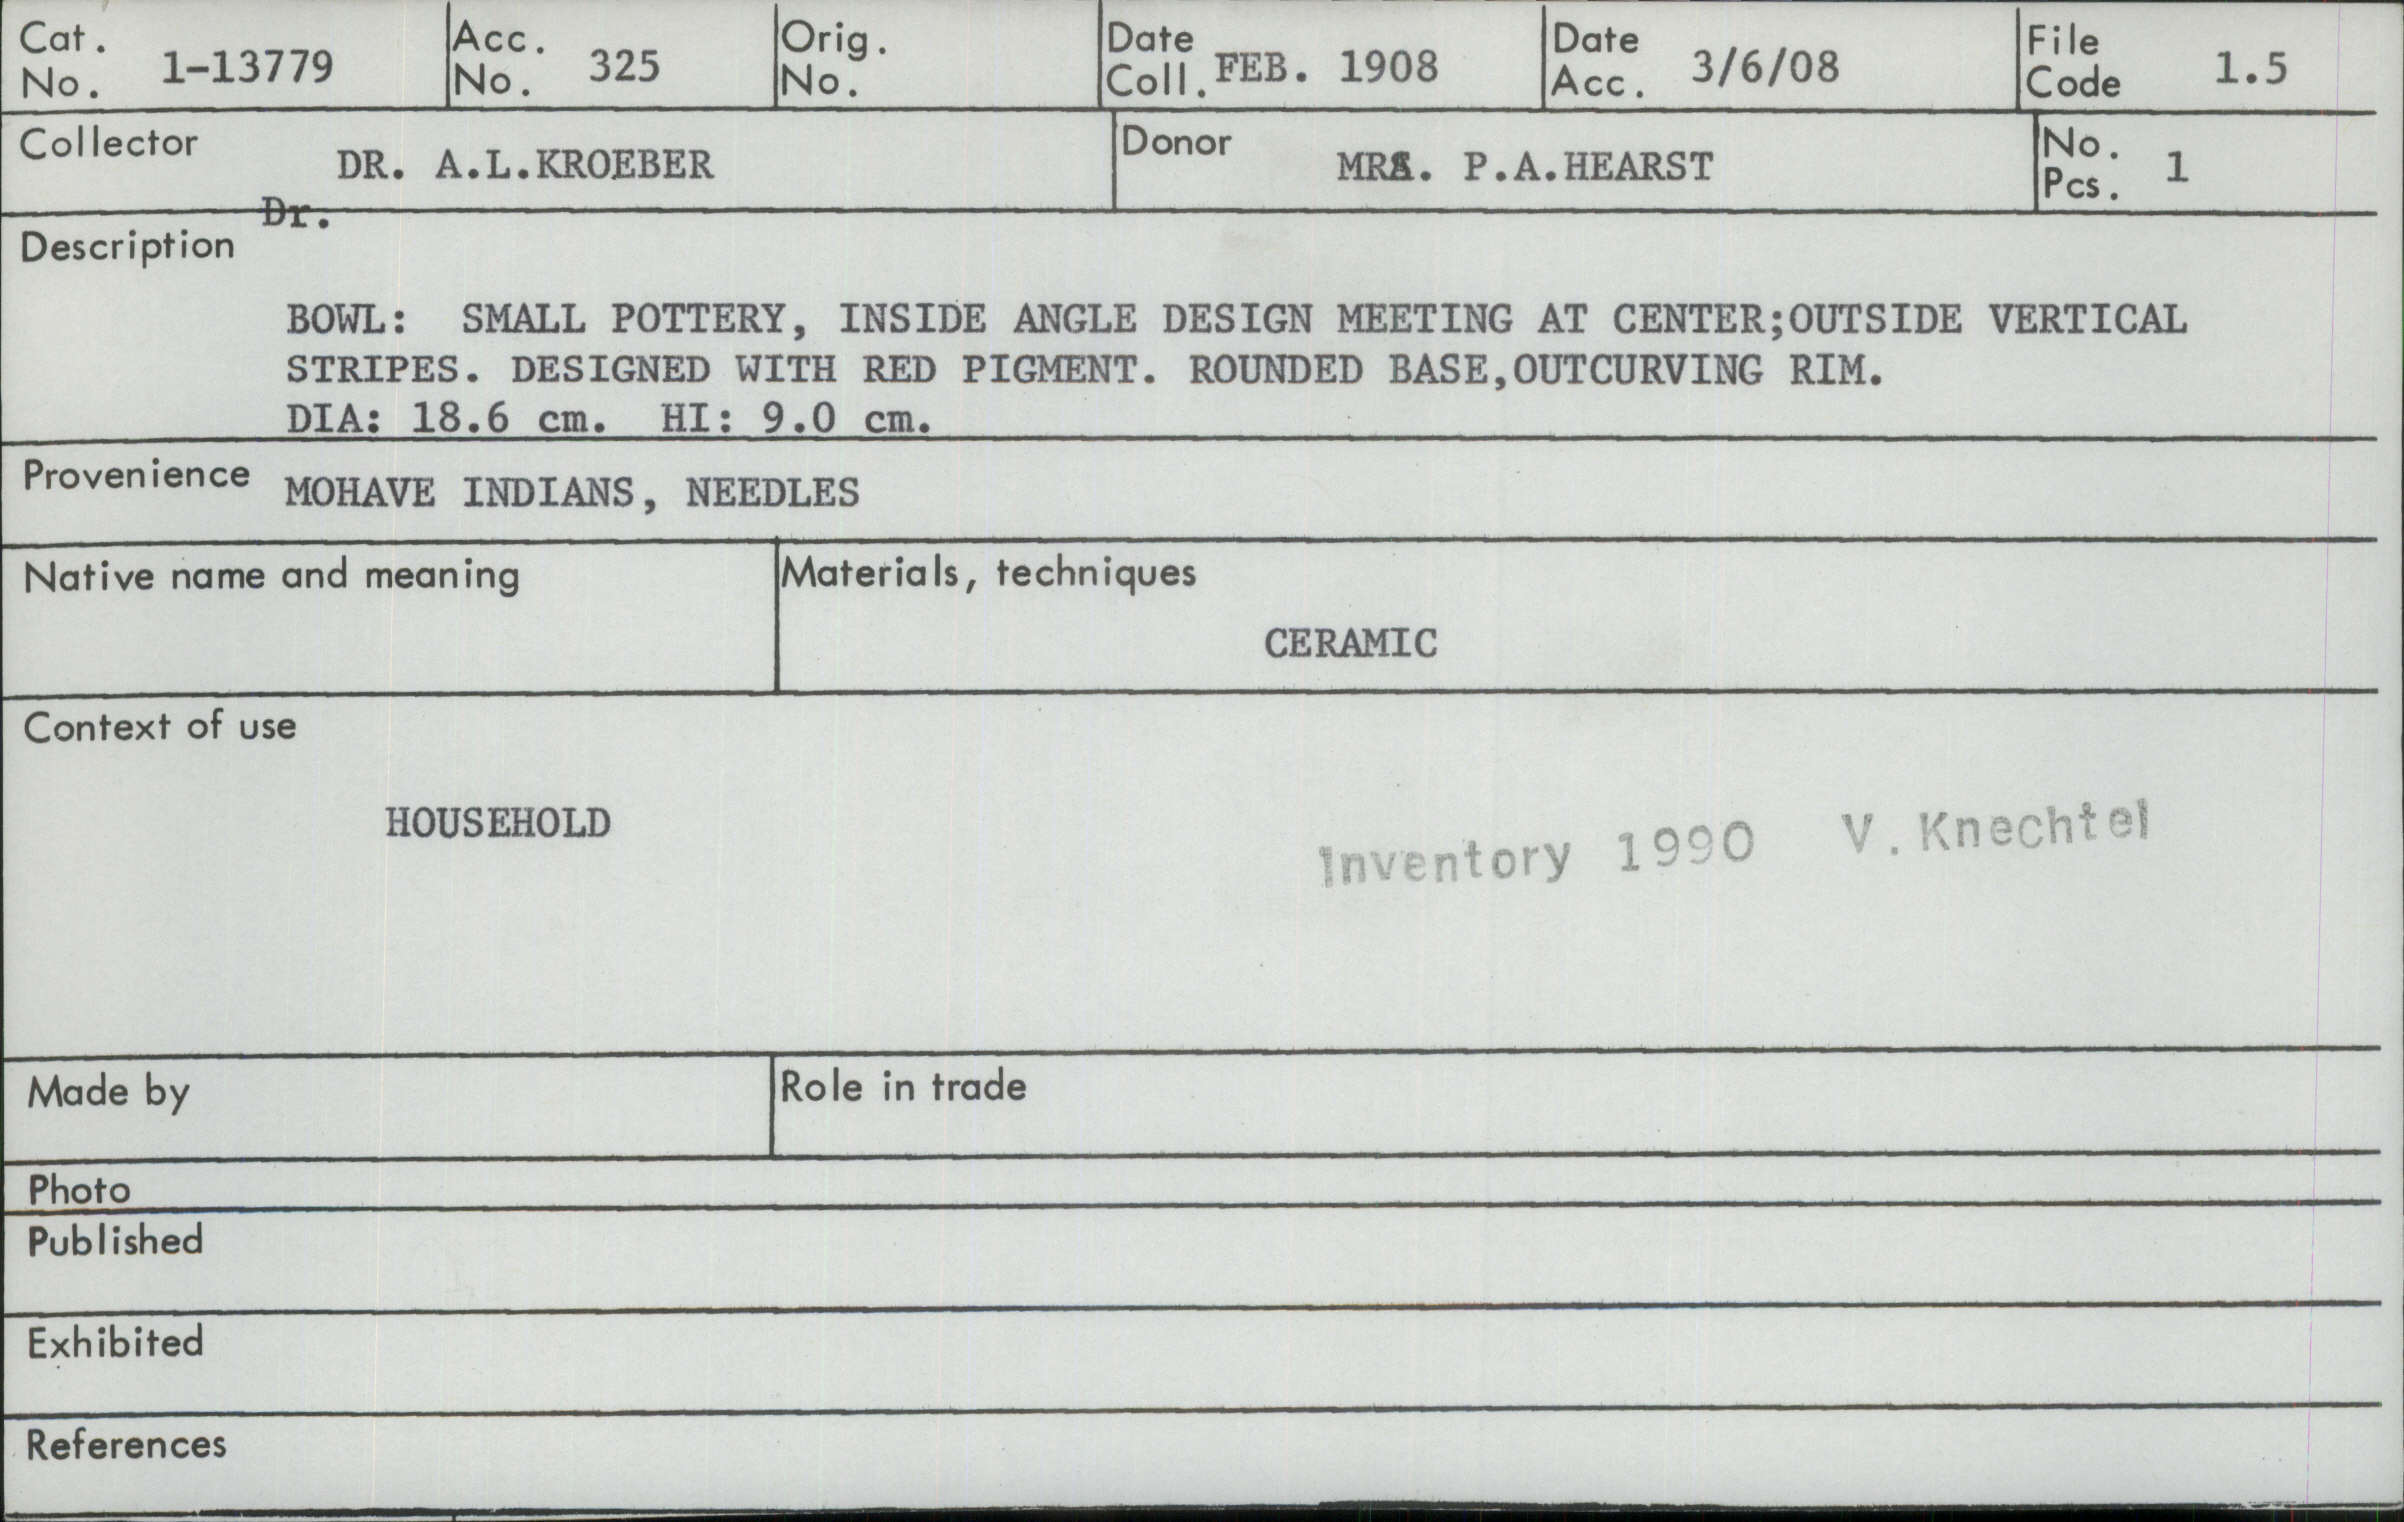 Cat. No. 1-13779 Acc. No. 325 Orig. No. Date Coll. FEB. 1908 Date Acc. 3/6/08 File Code 1.5
Collector DR. A.L.KROEBER Donor MRS. P.A.HEARST No. Pcs. 1
Dr.
Description
BOWL: SMALL POTTERY, INSIDE ANGLE DESIGN MEETING AT CENTER;OUTSIDE VERTICAL
STRIPES. DESIGNED WITH RED PIGMENT. ROUNDED BASE,OUTCURVING RIM.
DIA: 18.6 cm. HI: 9.0 cm.
Provenience MOHAVE INDIANS, NEEDLES
Native name and meaning Materials, techniques
CERAMIC
Context of use
HOUSEHOLD
Inventory 1990 V. Knechtel
Made by Role in trade
Photo
Published
Exhibited
References